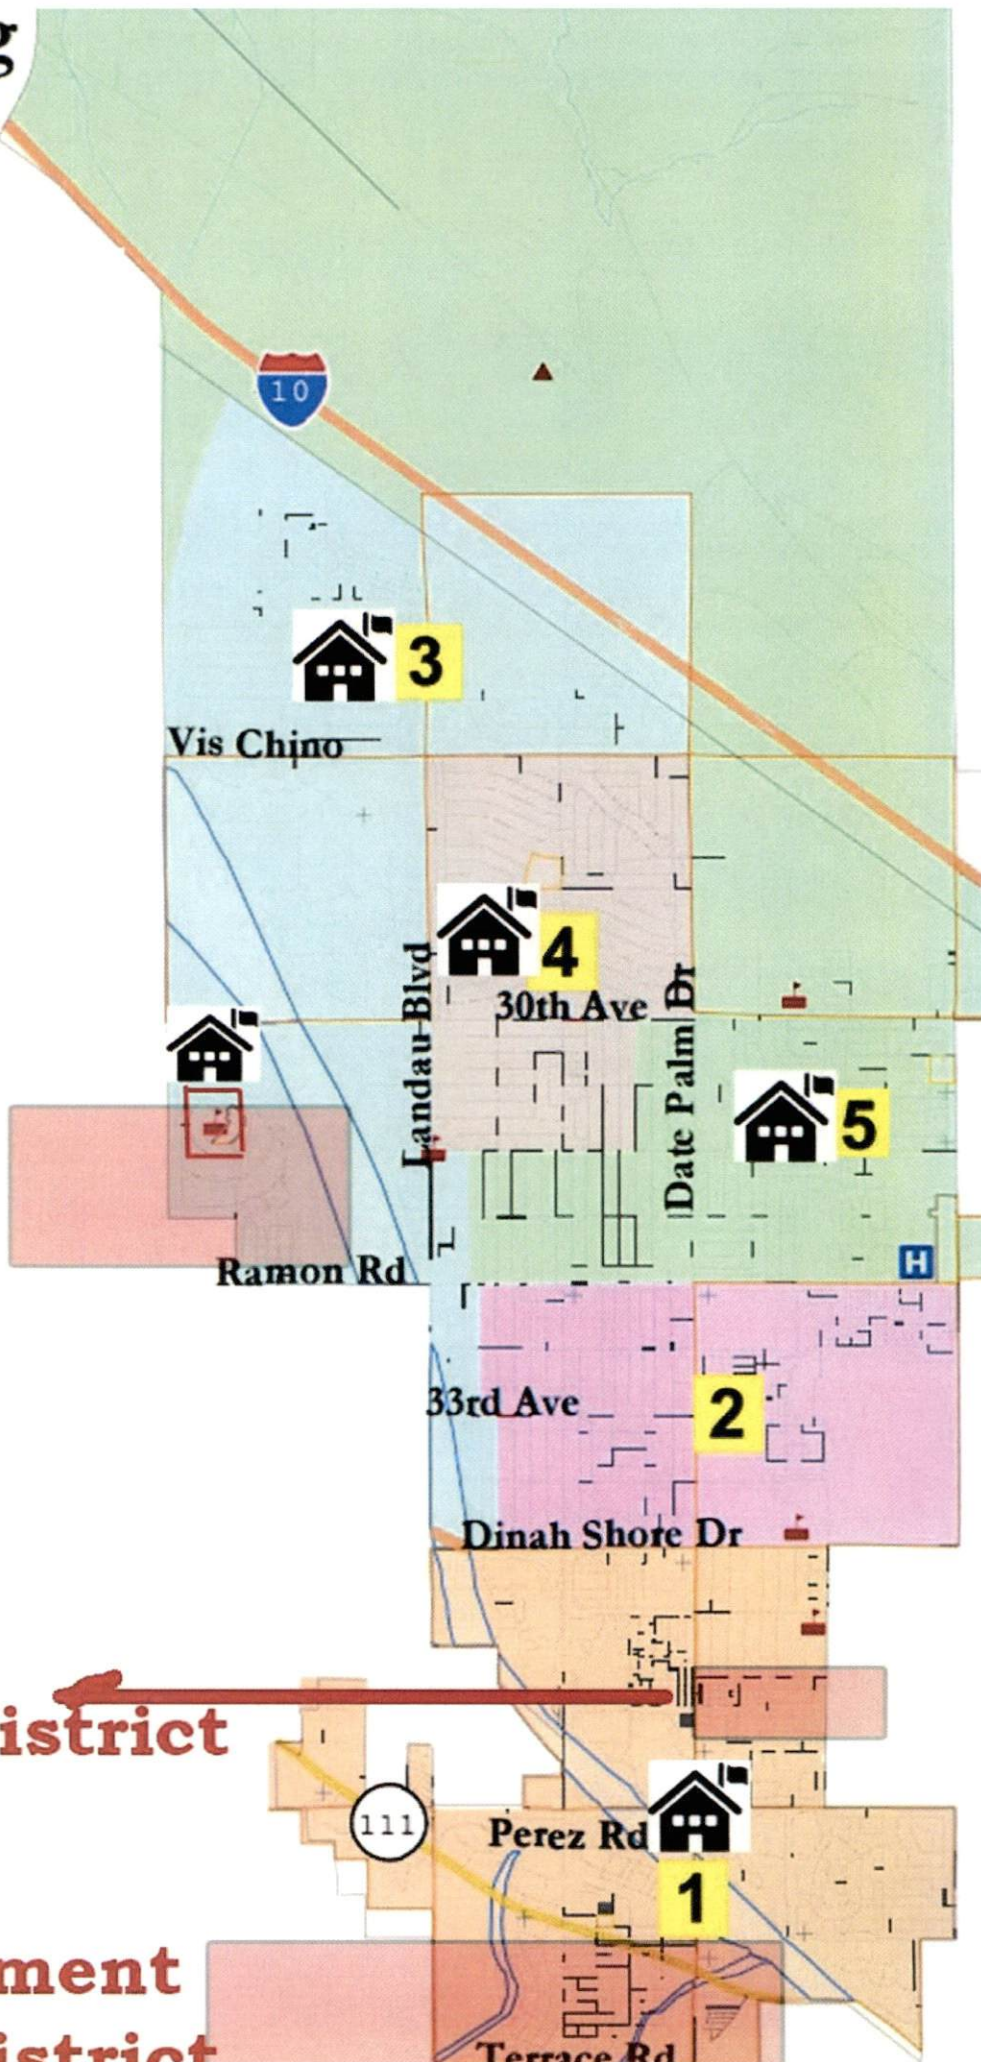 g
10
3
Vis Chino
4
30th Ave
Landau Blvd
Date Palm Dr
5
H
Ramon Rd
33rd Ave
2
Dinah Shore Dr
istrict
111
Perez Rd
1
ment
istrict
Terrace Rd